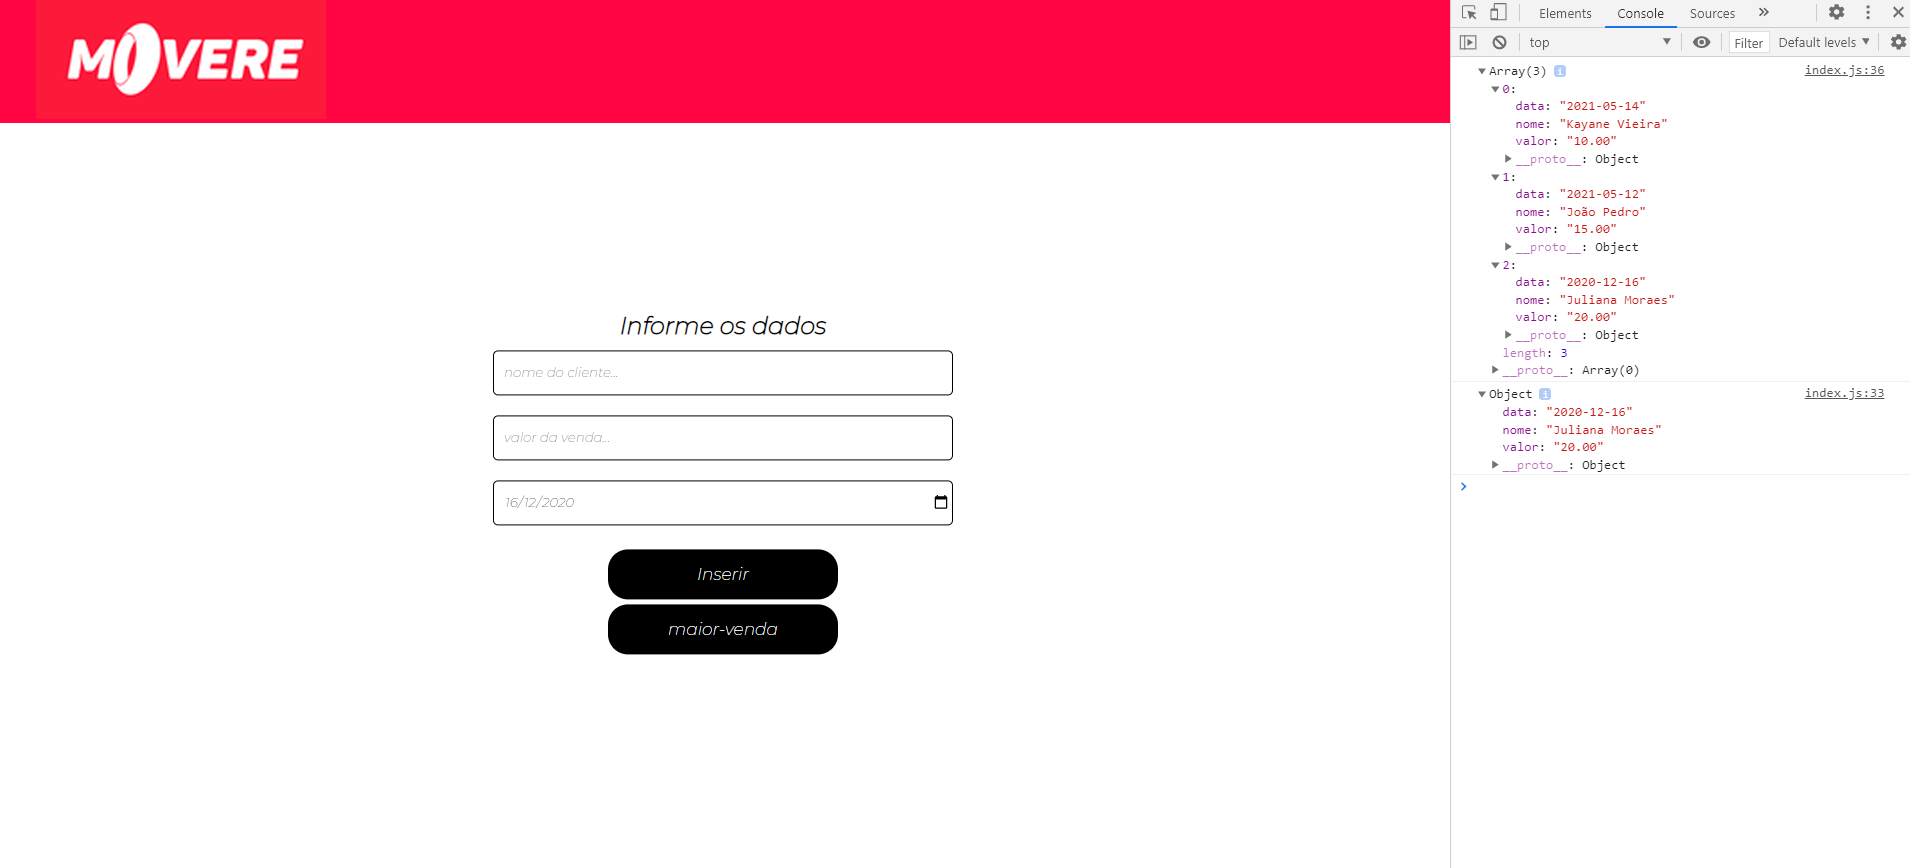 MOVERE
Informe os dados
nome do cliente...
valor da venda...
16/12/2020
Inserir
maior-venda
Elements Console Sources »
top Filter Default levels
Array(3) i index.js:36
0:
data: "2021-05-14"
nome: "Kayane Vieira"
valor: "10.00"
__proto__: Object
1:
data: "2021-05-12"
nome: "João Pedro"
valor: "15.00"
__proto__: Object
2:
data: "2020-12-16"
nome: "Juliana Moraes"
valor: "20.00"
__proto__: Object
length: 3
__proto__: Array(0)
Object i index.js:33
data: "2020-12-16"
nome: "Juliana Moraes"
valor: "20.00"
__proto__: Object